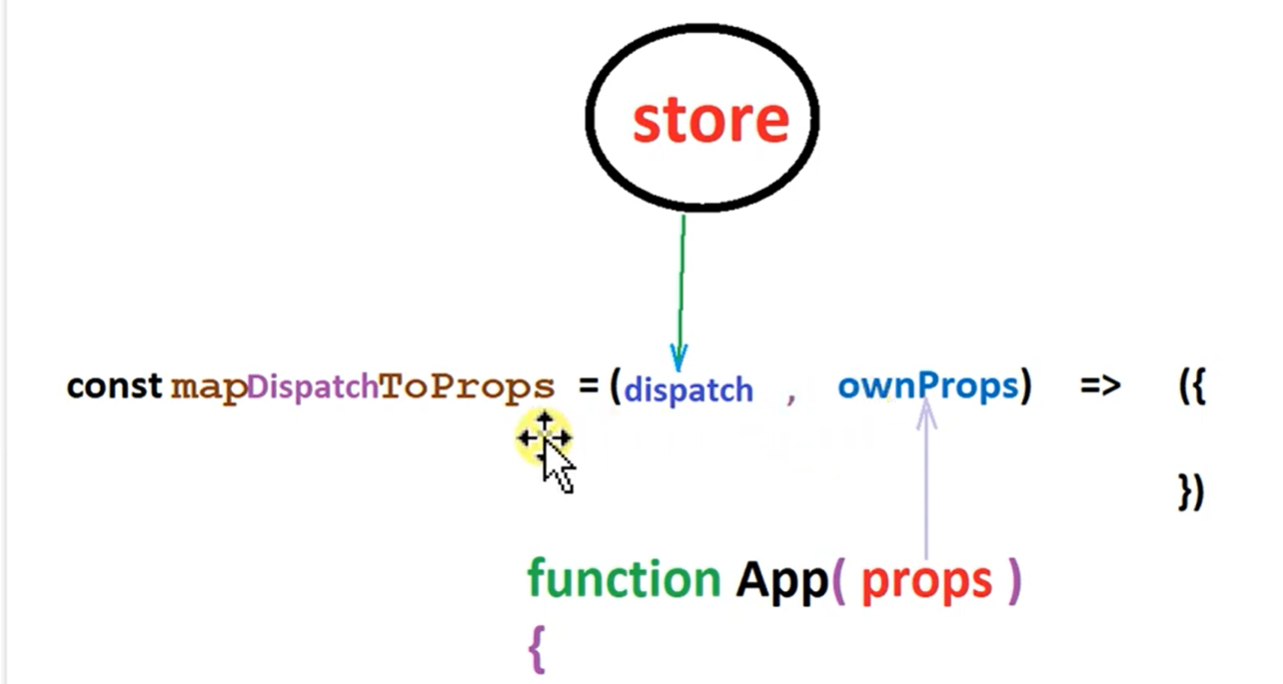 store
const mapDispatchToProps = (dispatch , ownProps) => ({
})
function App( props )
{